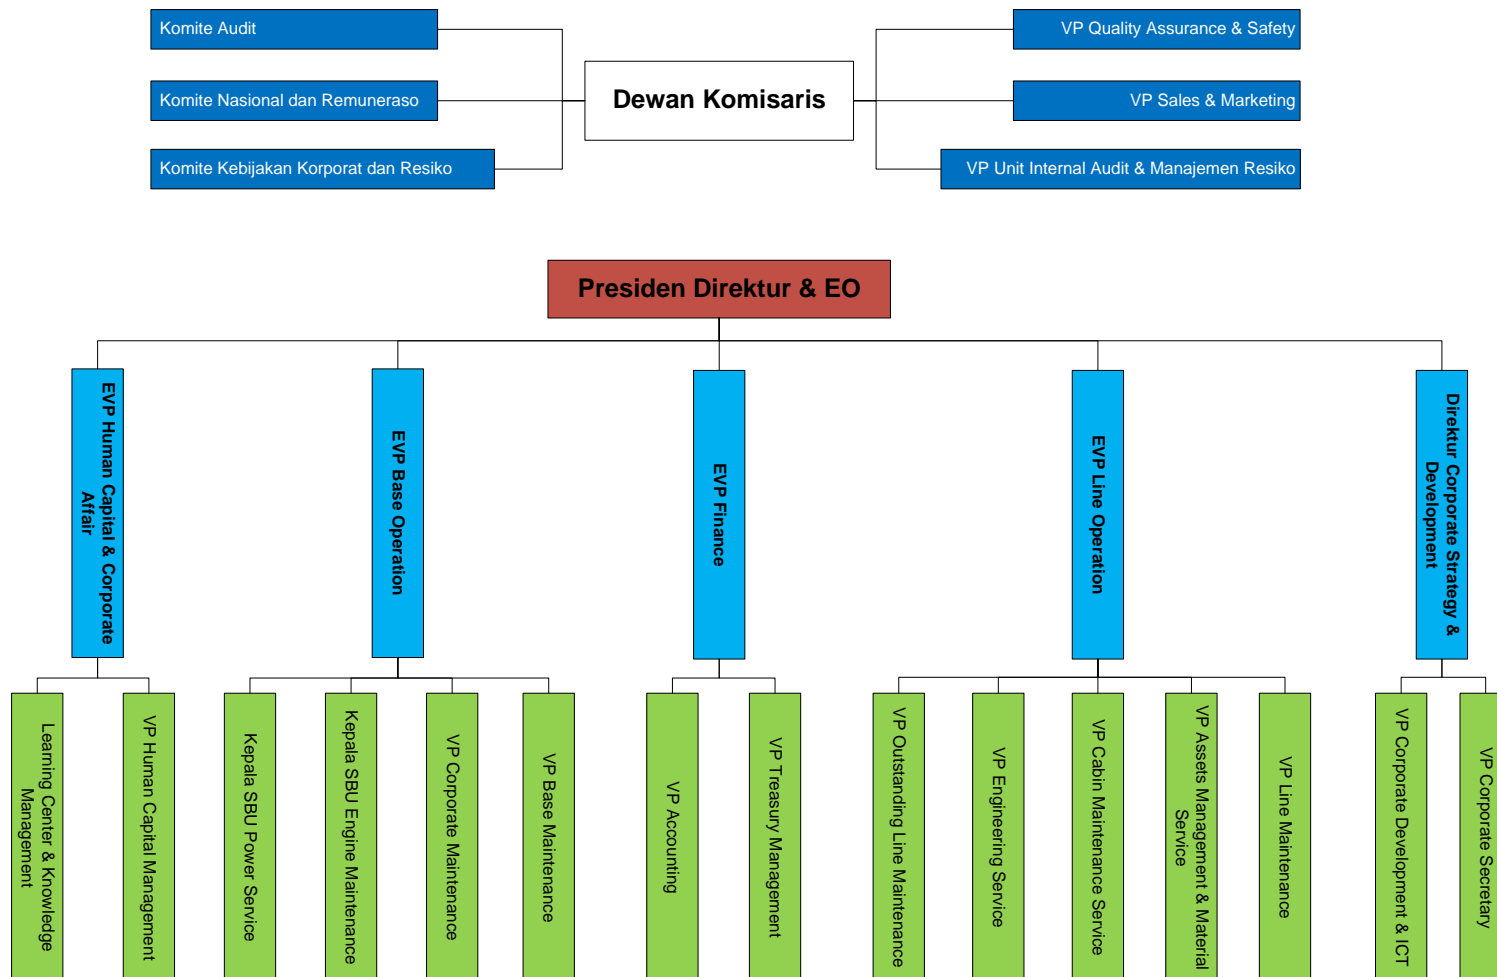 Komite Audit
VP Quality Assurance & Safety
Dewan Komisaris
Komite Nasional dan Remuneraso
VP Sales & Marketing
Komite Kebijakan Korporat dan Resiko
VP Unit Internal Audit & Manajemen Resiko
Presiden Direktur & EO
EVP Human Capital & Corporate
Affair
EVP Base Operation
EVP Finance
EVP Line Operation
Direktur Corporate Strategy &
Development
Learning Center & Knowledge
Management
VP Human Capital Management
Kepala SBU Power Service
Kepala SBU Engine Maintenance
VP Corporate Maintenance
VP Base Maintenance
VP Accounting
VP Treasury Management
VP Outstanding Line Maintenance
VP Engineering Service
VP Cabin Maintenance Service
VP Assets Management & Material
Service
VP Line Maintenance
VP Corporate Development & ICT
VP Corporate Secretary